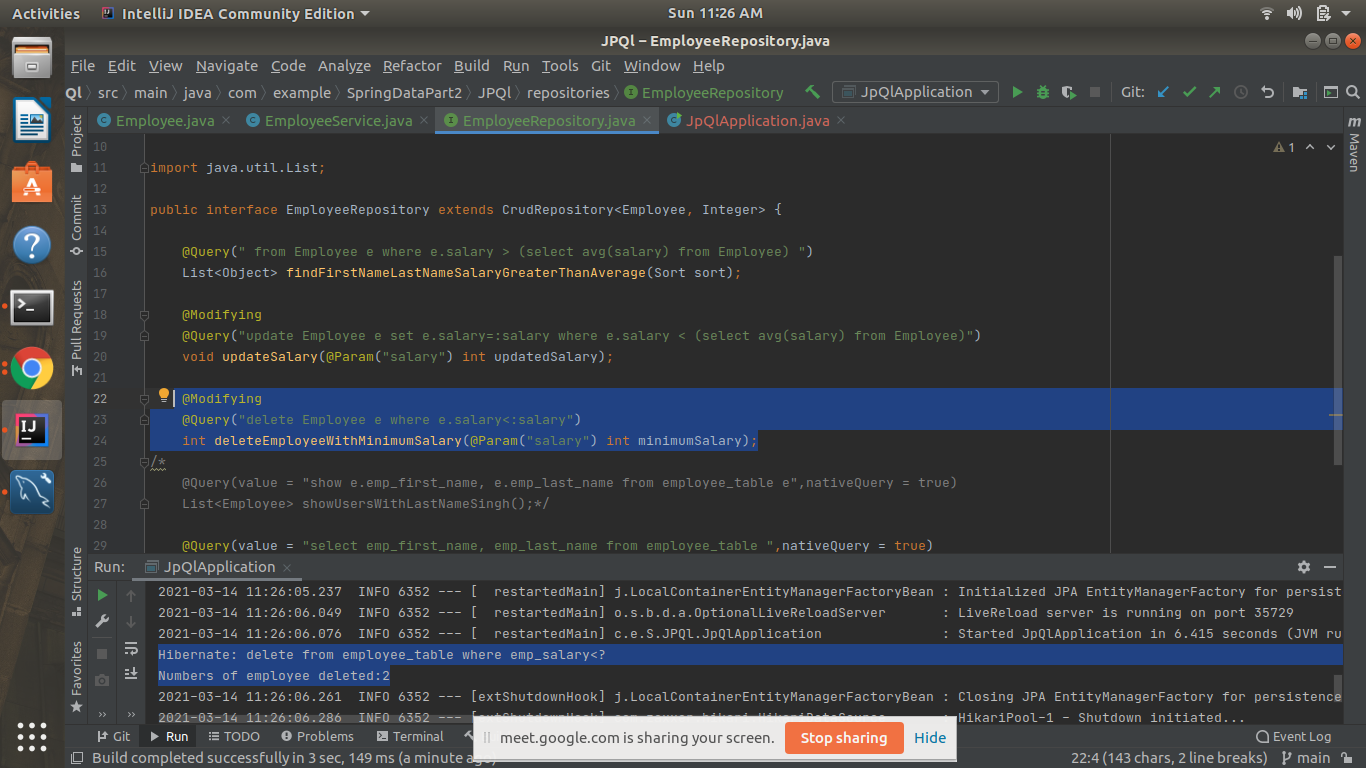 Activities IntelliJ IDEA Community Edition Sun 11:26 AM
JPQl – EmployeeRepository.java
File Edit View Navigate Code Analyze Refactor Build Run Tools Git Window Help
Ql src main java com example SpringDataPart2 JPQl repositories EmployeeRepository JpQlApplication Git:
Employee.java EmployeeService.java EmployeeRepository.java JpQlApplication.java
Project
Commit
Pull Requests
Structure
Favorites
Maven
1
10
11 import java.util.List;
12
13 public interface EmployeeRepository extends CrudRepository<Employee, Integer> {
14
15 @Query(" from Employee e where e.salary > (select avg(salary) from Employee) ")
16 List<Object> findFirstNameLastNameSalaryGreaterThanAverage(Sort sort);
17
18 @Modifying
19 @Query("update Employee e set e.salary=:salary where e.salary < (select avg(salary) from Employee)")
20 void updateSalary(@Param("salary") int updatedSalary);
21
22 @Modifying
23 @Query("delete Employee e where e.salary<:salary")
24 int deleteEmployeeWithMinimumSalary(@Param("salary") int minimumSalary);
25 /*
26 @Query(value = "show e.emp_first_name, e.emp_last_name from employee_table e",nativeQuery = true)
27 List<Employee> showUsersWithLastNameSingh();*/
28
29 @Query(value = "select emp_first_name, emp_last_name from employee_table ",nativeQuery = true)
Run: JpQlApplication
2021-03-14 11:26:05.237 INFO 6352 --- [ restartedMain] j.LocalContainerEntityManagerFactoryBean : Initialized JPA EntityManagerFactory for persist
2021-03-14 11:26:06.049 INFO 6352 --- [ restartedMain] o.s.b.d.a.OptionalLiveReloadServer : LiveReload server is running on port 35729
2021-03-14 11:26:06.076 INFO 6352 --- [ restartedMain] c.e.S.JPQl.JpQlApplication : Started JpQlApplication in 6.415 seconds (JVM ru
Hibernate: delete from employee_table where emp_salary<?
Numbers of employee deleted:2
2021-03-14 11:26:06.261 INFO 6352 --- [extShutdownHook] j.LocalContainerEntityManagerFactoryBean : Closing JPA EntityManagerFactory for persistence
2021-03-14 11:26:06.286 INFO 6352 --- HikariPool-1 - Shutdown initiated...
Git Run TODO Problems Terminal Event Log
meet.google.com is sharing your screen. Stop sharing Hide
Build completed successfully in 3 sec, 149 ms (a minute ago) 22:4 (143 chars, 2 line breaks) main